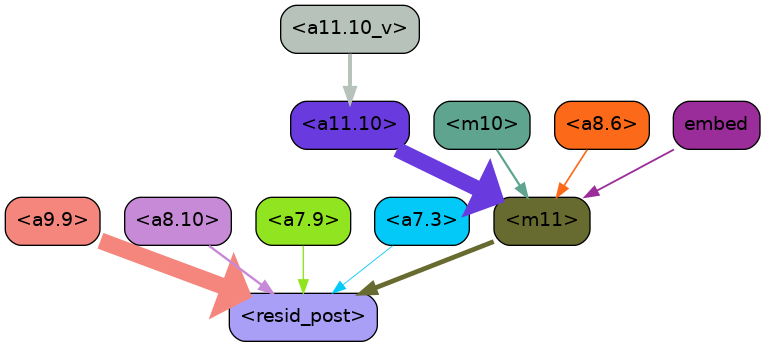 <a11.10_v>
<a11.10>
<m10>
<a8.6>
embed
<a9.9>
<a8.10>
<a7.9>
<a7.3>
<m11>
<resid_post>